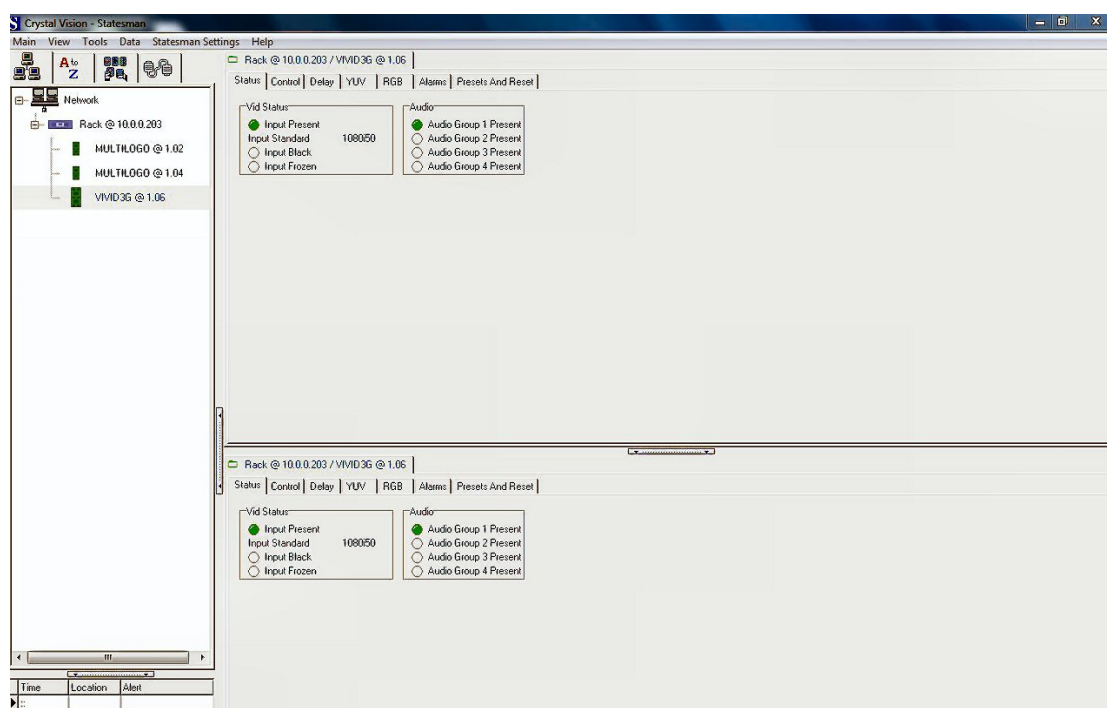 Crystal Vision - Statesman
Main View Tools Data Statesman Settings Help
A to Z
Network
Rack @ 10.0.0.203
MULTILOGO @ 1.02
MULTILOGO @ 1.04
VIVID3G @ 1.06
Rack @ 10.0.0.203 / VIVID3G @ 1.06
Status Control Delay YUV RGB Alarms Presets And Reset
Vid Status
Input Present
Input Standard 1080i50
Input Black
Input Frozen
Audio
Audio Group 1 Present
Audio Group 2 Present
Audio Group 3 Present
Audio Group 4 Present
Rack @ 10.0.0.203 / VIVID3G @ 1.06
Status Control Delay YUV RGB Alarms Presets And Reset
Vid Status
Input Present
Input Standard 1080i50
Input Black
Input Frozen
Audio
Audio Group 1 Present
Audio Group 2 Present
Audio Group 3 Present
Audio Group 4 Present
Time Location Alert